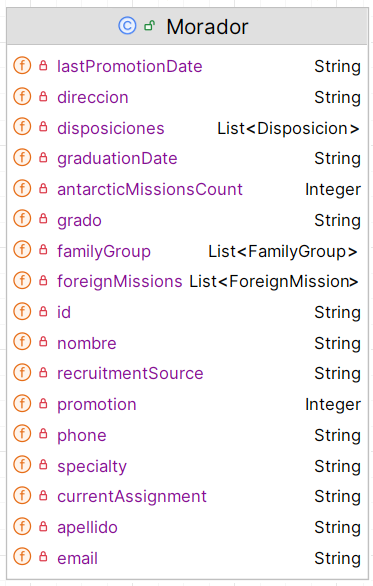 C Morador
f lastPromotionDate String
f direccion String
f disposiciones List<Disposicion>
f graduationDate String
f antarcticMissionsCount Integer
f grado String
f familyGroup List<FamilyGroup>
f foreignMissions List<ForeignMission>
f id String
f nombre String
f recruitmentSource String
f promotion Integer
f phone String
f specialty String
f currentAssignment String
f apellido String
f email String